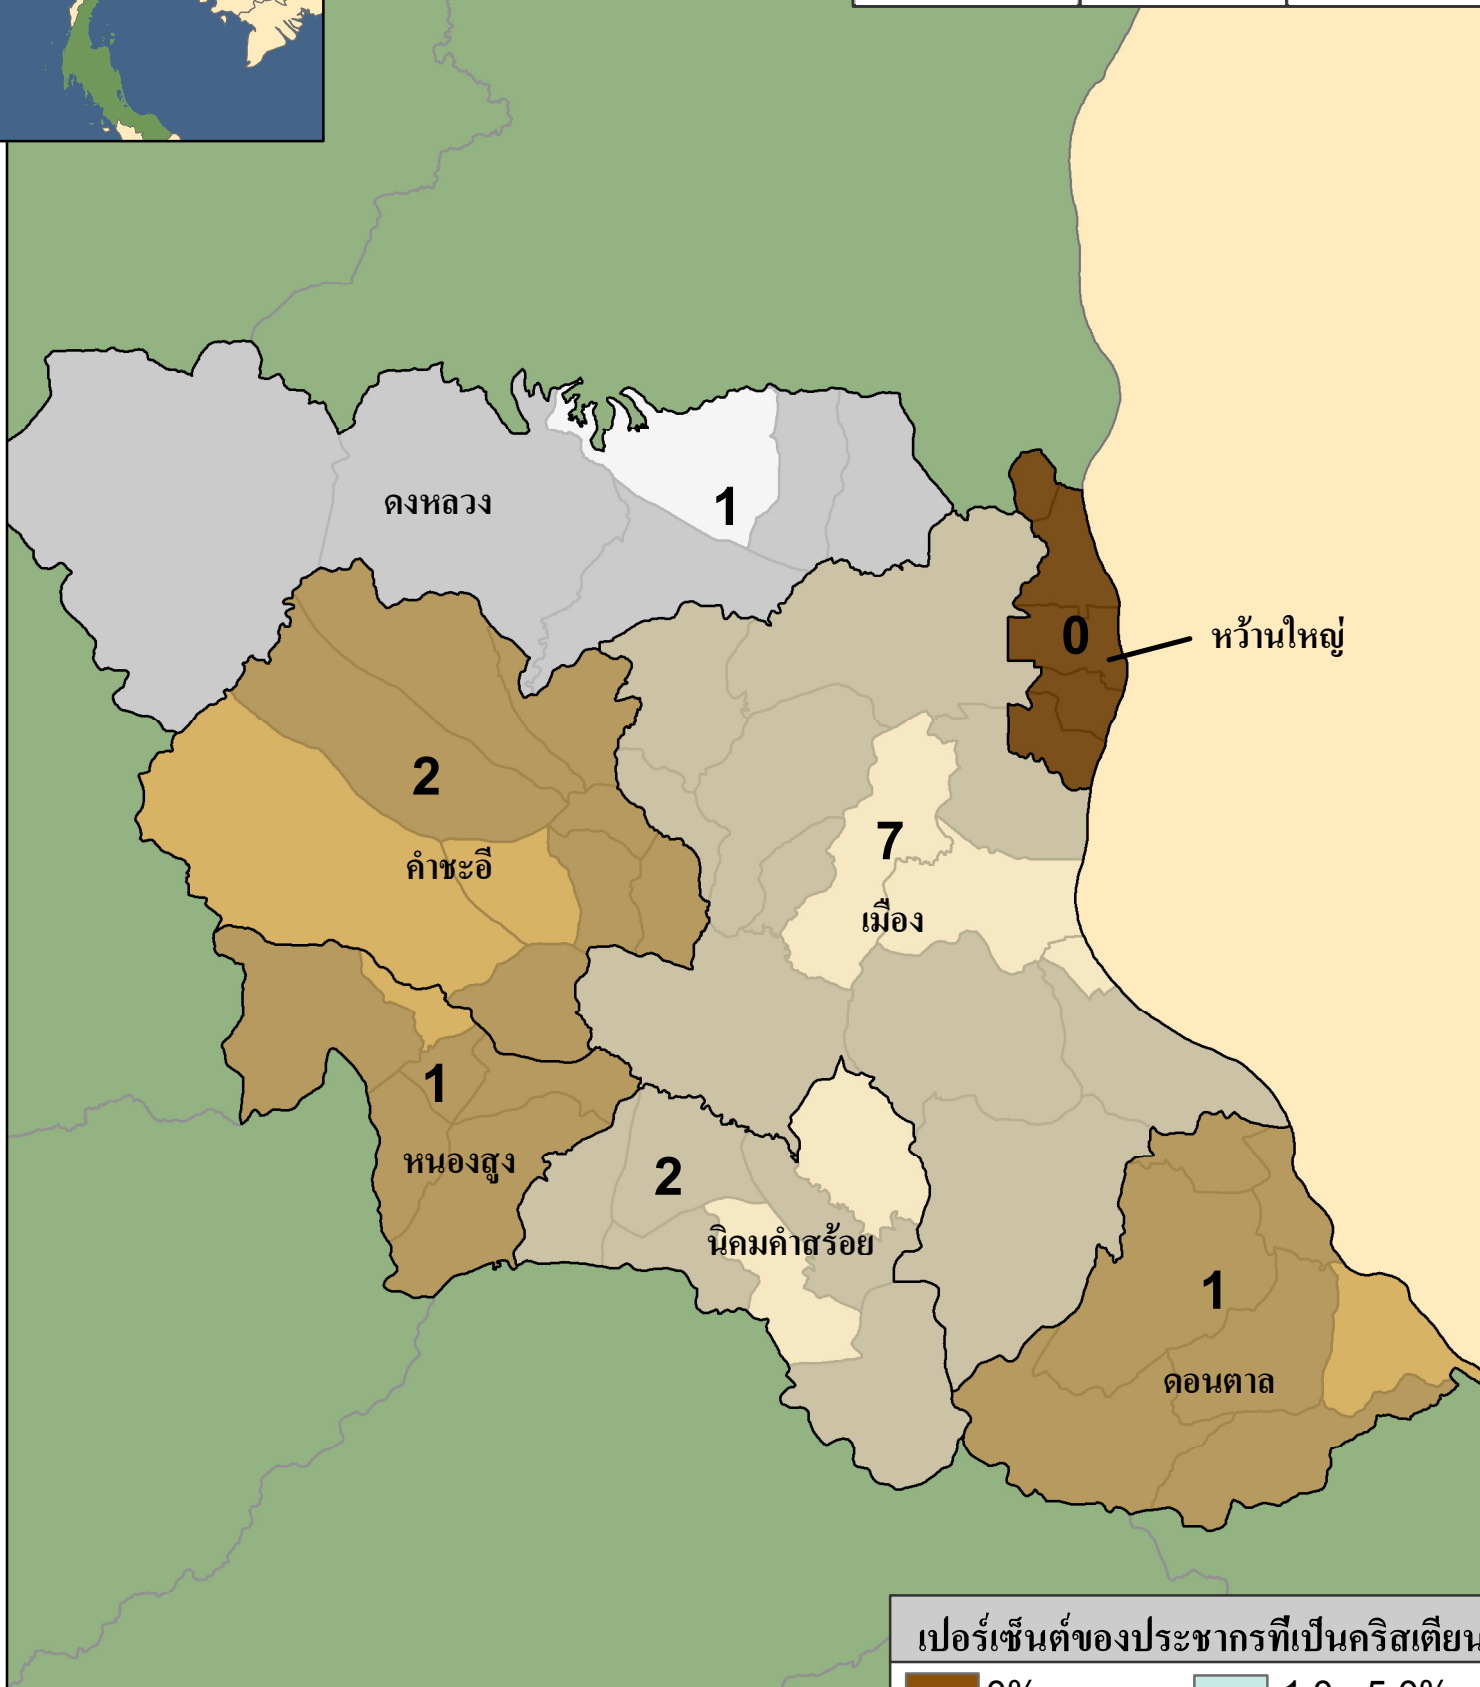 ดงหลวง
1
0
หว้านใหญ่
2
7
คำชะอี
เมือง
1
หนองสูง
2
นิคมคำสร้อย
1
ดอนตาล
เปอร์เซ็นต์ของประชากรที่เป็นคริสเตียน